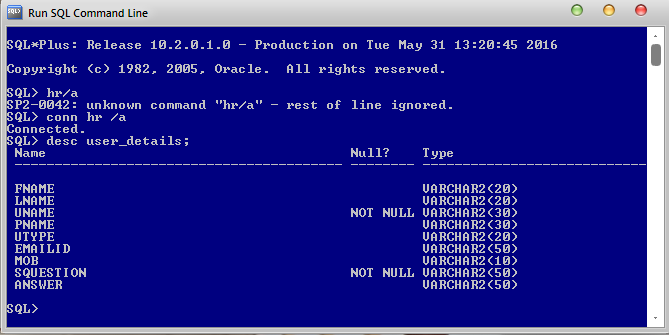 Run SQL Command Line
SQL*Plus: Release 10.2.0.1.0 - Production on Tue May 31 13:20:45 2016
Copyright (c) 1982, 2005, Oracle.  All rights reserved.
SQL> hr/a
SP2-0042: unknown command "hr/a" - rest of line ignored.
SQL> conn hr /a
Connected.
SQL> desc user_details;
Name                                      Null?    Type
----------------------------------------- -------- ----------------------------
FNAME                                              VARCHAR2(20)
LNAME                                              VARCHAR2(20)
UNAME                                     NOT NULL VARCHAR2(30)
PNAME                                              VARCHAR2(30)
UTYPE                                              VARCHAR2(20)
EMAILID                                            VARCHAR2(50)
MOB                                                VARCHAR2(10)
SQUESTION                                 NOT NULL VARCHAR2(50)
ANSWER                                             VARCHAR2(50)
SQL>